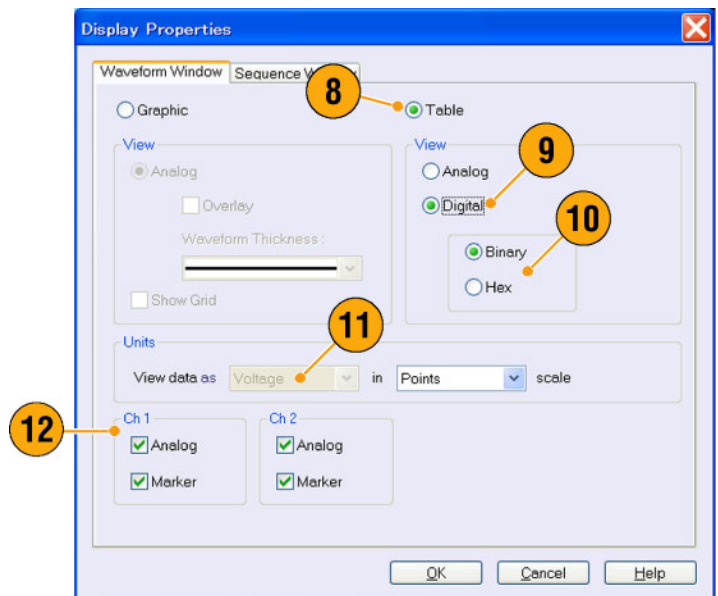 Display Properties
Waveform Window
Sequence W
8
Graphic
Table
View
Analog
Overlay
Waveform Thickness :
Show Grid
View
9
Analog
Digital
10
Binary
Hex
11
Units
View data as Voltage in Points scale
12
Ch 1
Analog
Marker
Ch 2
Analog
Marker
OK Cancel Help